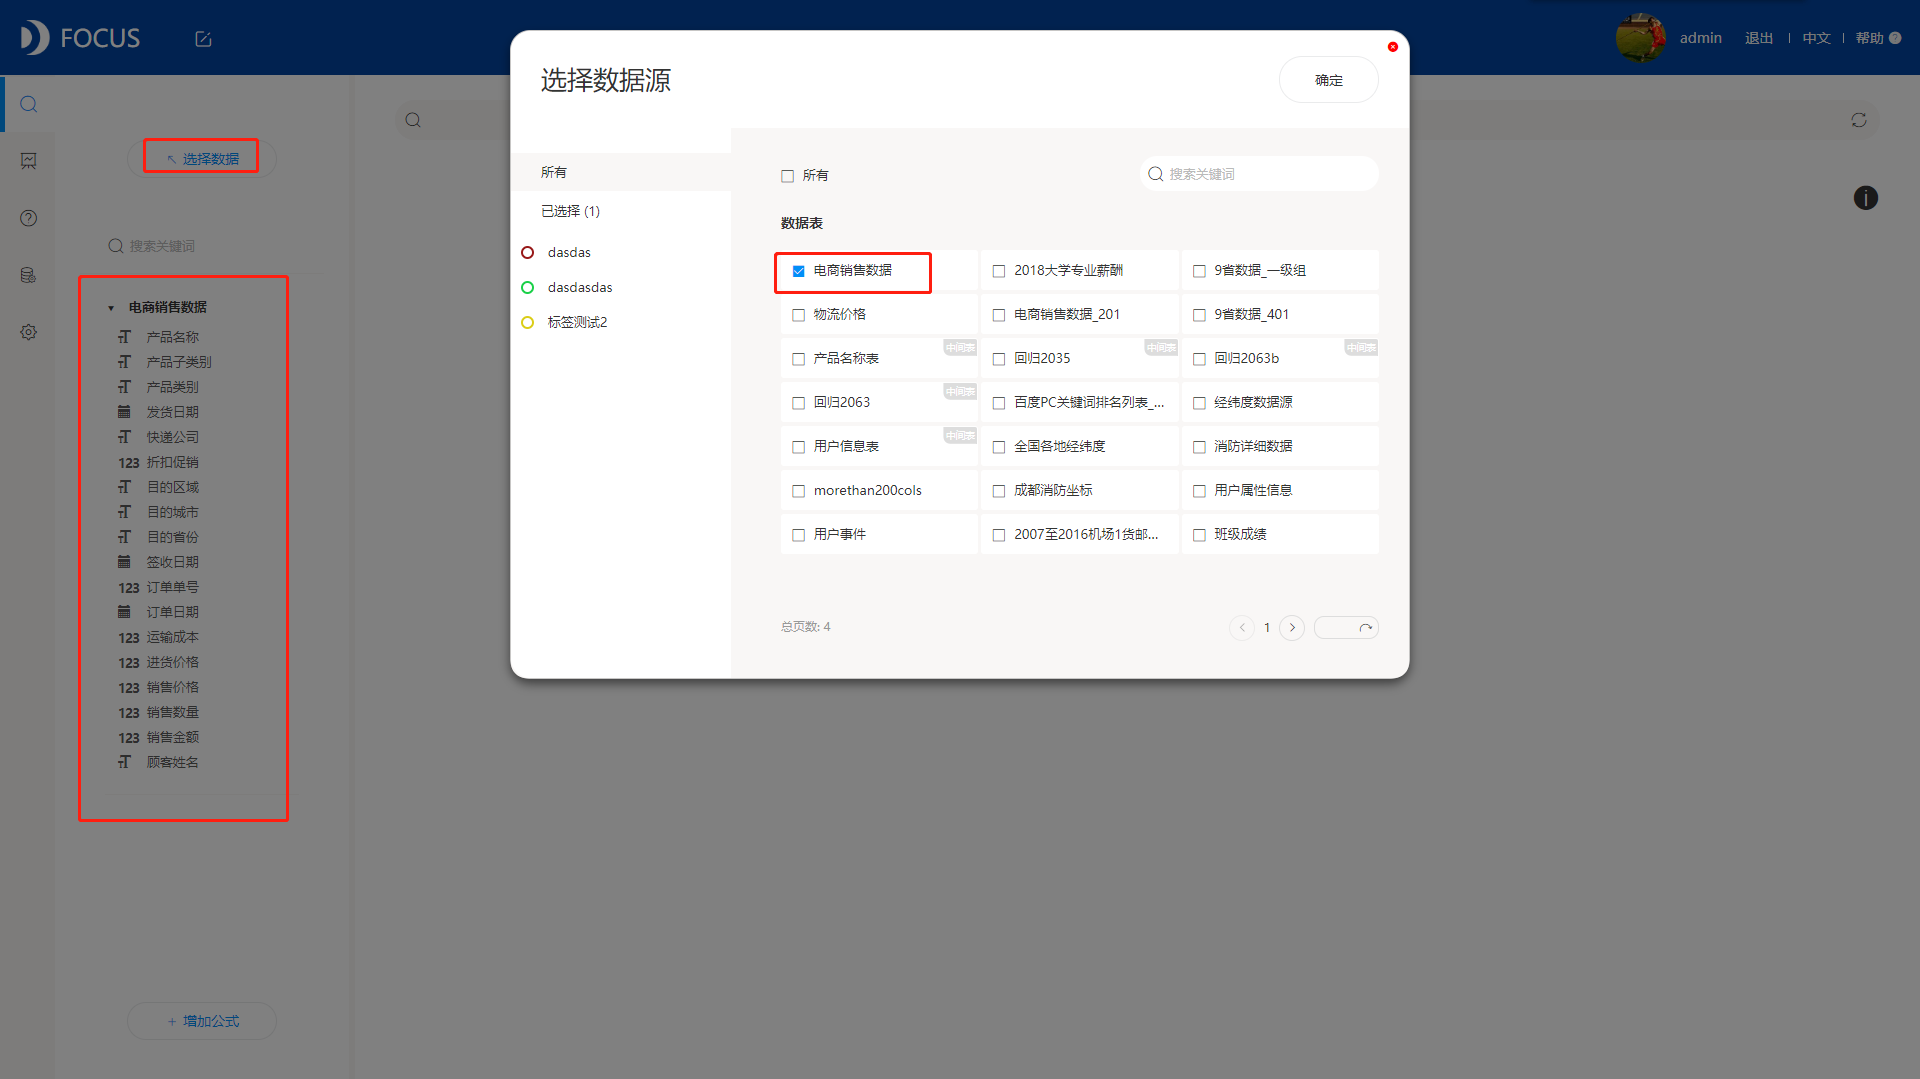 FOCUS
admin
退出
中文
帮助
选择数据
搜索关键词
电商销售数据
产品名称
产品子类别
产品类别
发货日期
快递公司
123 折扣促销
目的区域
目的城市
目的省份
签收日期
123 订单单号
订单日期
123 运输成本
123 进货价格
123 销售价格
123 销售数量
123 销售金额
顾客姓名
+ 增加公式
选择数据源
确定
所有
已选择 (1)
dasdas
dasdasdas
标签测试2
所有
搜索关键词
数据表
电商销售数据
2018大学专业薪酬
9省数据_一级组
物流价格
电商销售数据_201
9省数据_401
产品名称表
中间表
回归2035
中间表
回归2063b
中间表
回归2063
中间表
百度PC关键词排名列表_...
经纬度数据源
用户信息表
中间表
全国各地经纬度
消防详细数据
morethan200cols
成都消防坐标
用户属性信息
用户事件
2007至2016机场1货邮...
班级成绩
总页数: 4
1